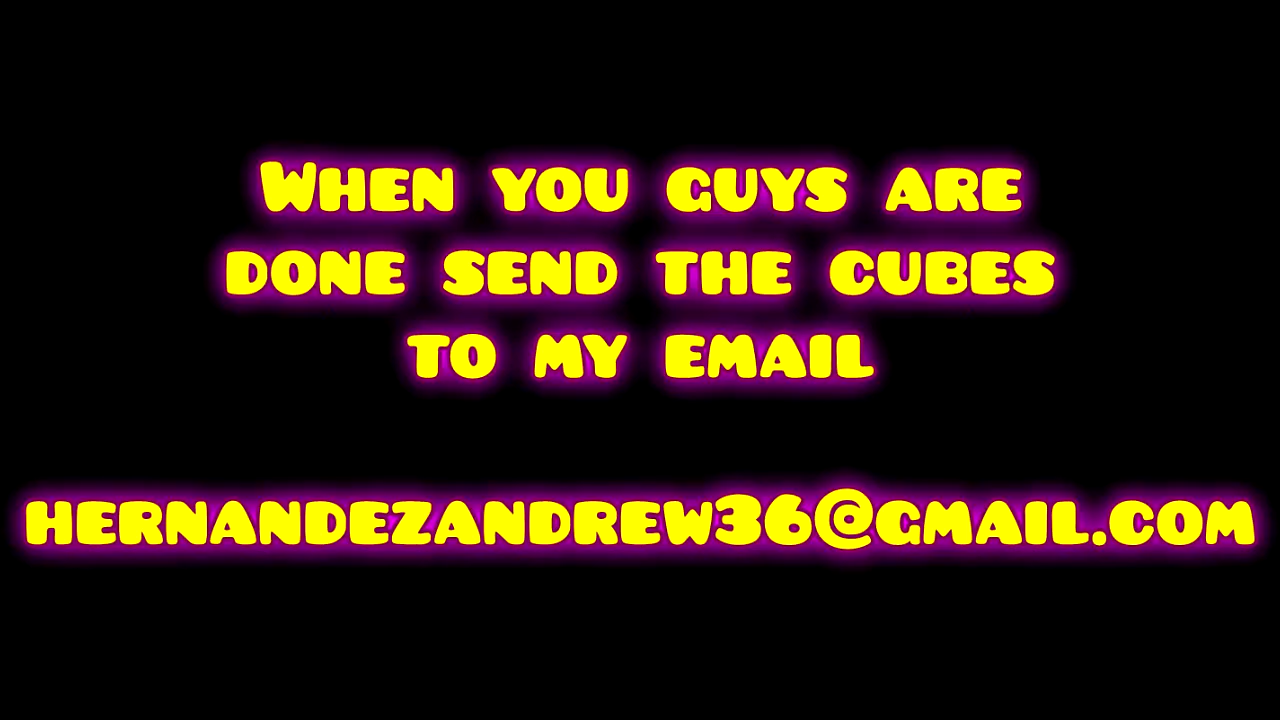 When you guys are
done send the cubes
to my email
hernandezandrew36@gmail.com